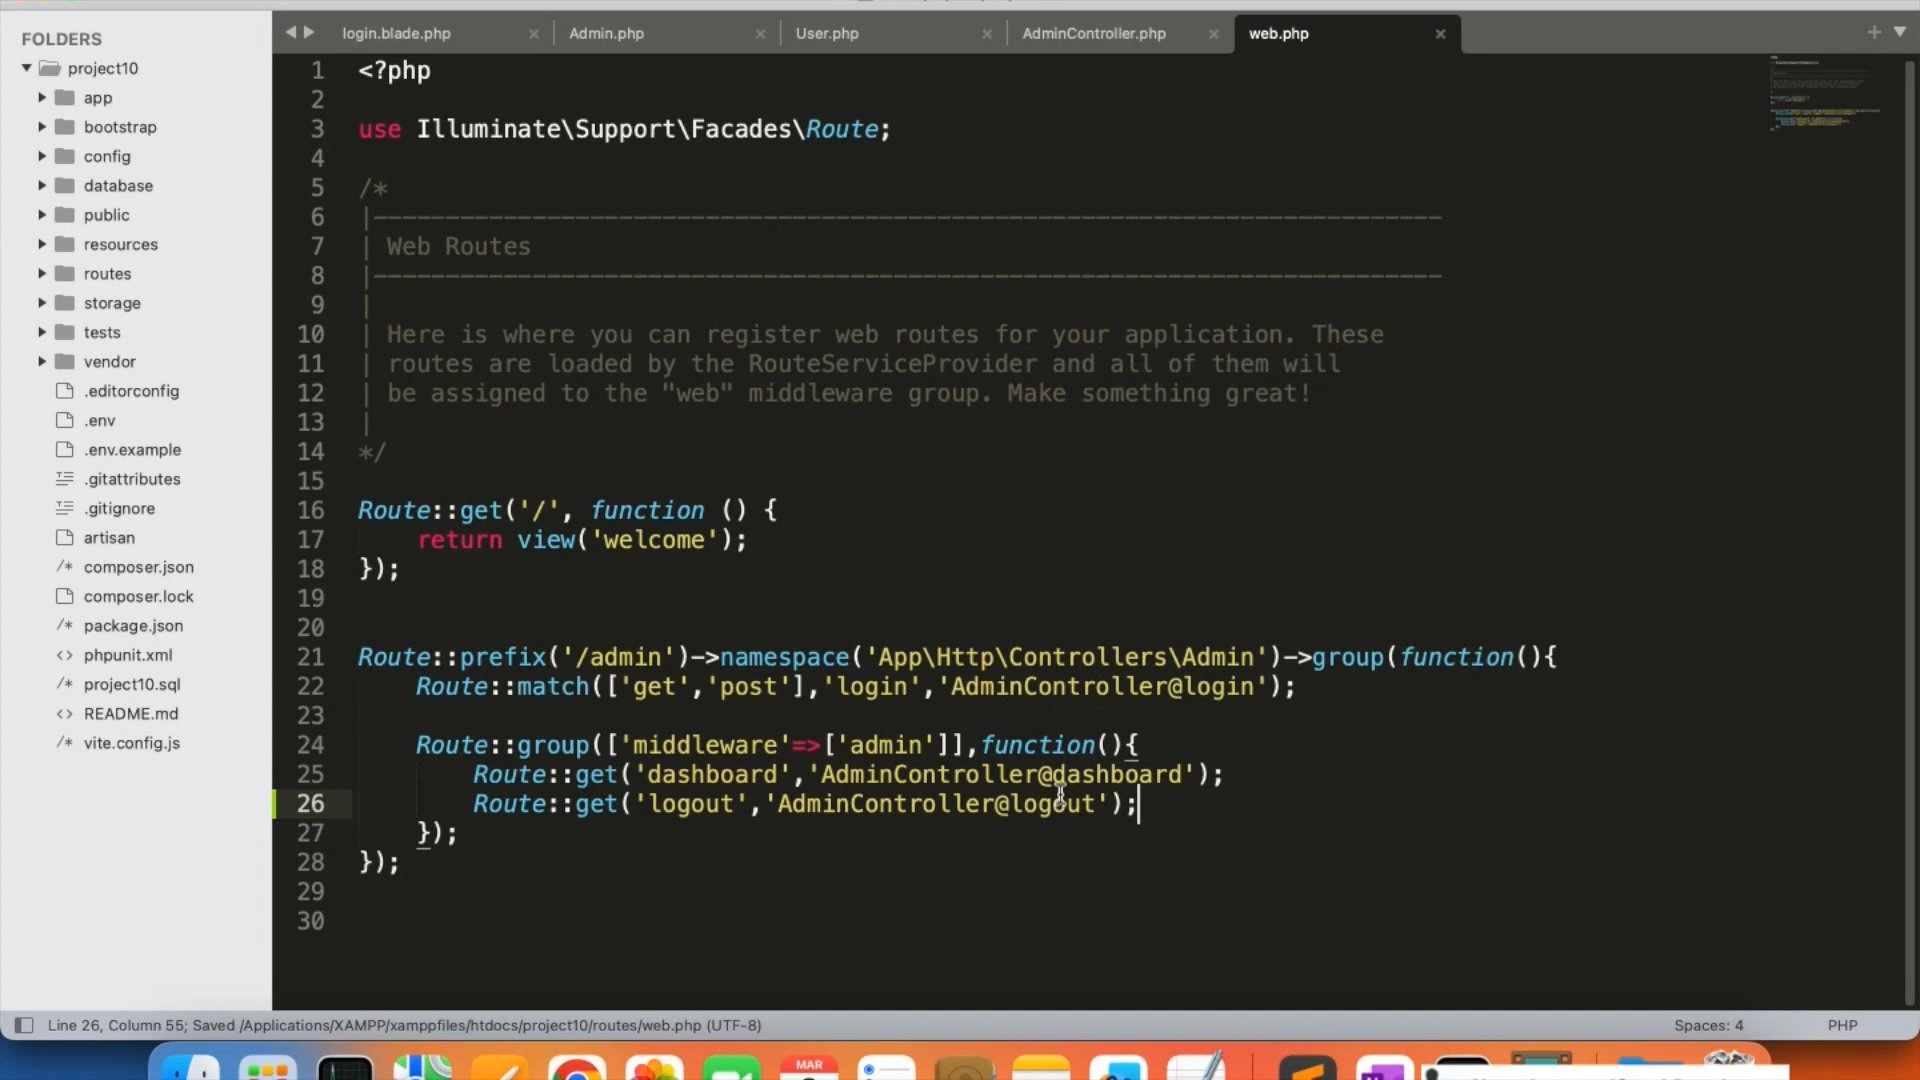 FOLDERS
project10
app
bootstrap
config
database
public
resources
routes
storage
tests
vendor
.editorconfig
.env
.env.example
.gitattributes
.gitignore
artisan
composer.json
composer.lock
package.json
phpunit.xml
project10.sql
README.md
vite.config.js
login.blade.php
Admin.php
User.php
AdminController.php
web.php
1 <?php
2
3 use Illuminate\Support\Facades\Route;
4
5 /*
6 |--------------------------------------------------------------------------
7 | Web Routes
8 |--------------------------------------------------------------------------
9 |
10 | Here is where you can register web routes for your application. These
11 | routes are loaded by the RouteServiceProvider and all of them will
12 | be assigned to the "web" middleware group. Make something great!
13 |
14 */
15
16 Route::get('/', function () {
17     return view('welcome');
18 });
19
20
21 Route::prefix('/admin')->namespace('App\Http\Controllers\Admin')->group(function(){
22     Route::match(['get','post'],'login','AdminController@login');
23
24     Route::group(['middleware'=>['admin']],function(){
25         Route::get('dashboard','AdminController@dashboard');
26         Route::get('logout','AdminController@logout');
27     });
28 });
29
30
Line 26, Column 55; Saved /Applications/XAMPP/xamppfiles/htdocs/project10/routes/web.php (UTF-8)
Spaces: 4
PHP
MAR